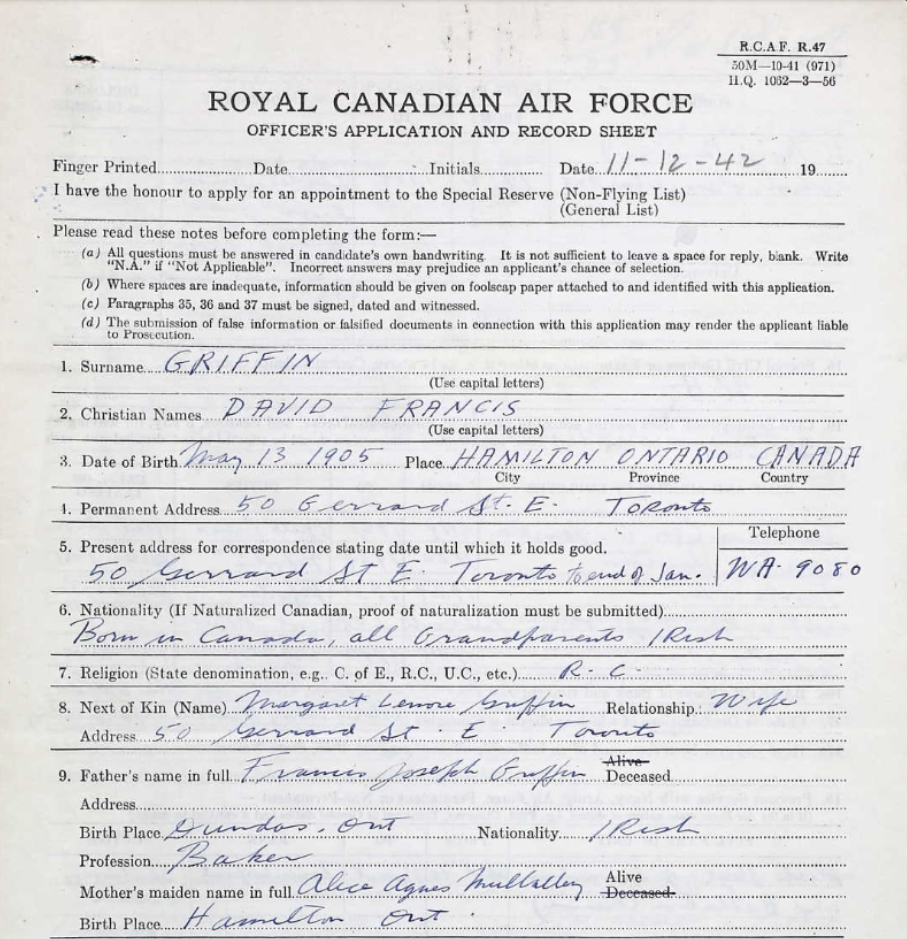 R.C.A.F. R.47
50M—10-41 (971)
H.Q. 1062—3—56
ROYAL CANADIAN AIR FORCE
OFFICER'S APPLICATION AND RECORD SHEET
Finger Printed Date Initials Date 11-12-42 19
I have the honour to apply for an appointment to the Special Reserve (Non-Flying List)
(General List)
Please read these notes before completing the form:—
(a) All questions must be answered in candidate's own handwriting. It is not sufficient to leave a space for reply, blank. Write
"N.A." if "Not Applicable". Incorrect answers may prejudice an applicant's chance of selection.
(b) Where spaces are inadequate, information should be given on foolscap paper attached to and identified with this application.
(c) Paragraphs 35, 36 and 37 must be signed, dated and witnessed.
(d) The submission of false information or falsified documents in connection with this application may render the applicant liable
to Prosecution.
1. Surname GRIFFIN
(Use capital letters)
2. Christian Names DAVID FRANCIS
(Use capital letters)
3. Date of Birth May 13 1905 Place HAMILTON ONTARIO CANADA
City Province Country
4. Permanent Address 50 Gerrard St. E. Toronto
Telephone
5. Present address for correspondence stating date until which it holds good.
50 Gerrard St E. Toronto to end of Jan. WA. 9080
6. Nationality (If Naturalized Canadian, proof of naturalization must be submitted)
Born in Canada, all Grandparents IRish
7. Religion (State denomination, e.g.. C. of E., R.C., U.C., etc.) R. C.
8. Next of Kin (Name) Margaret Lenore Griffin Relationship. Wife
Address 50 Gerrard St. E Toronto
9. Father's name in full Francis Joseph Griffin Alive
Deceased
Address
Birth Place Dundas. Ont Nationality IRish
Profession Baker
Mother's maiden name in full Alice Agnes Mullalley Alive
Deceased
Birth Place Hamilton Ont.